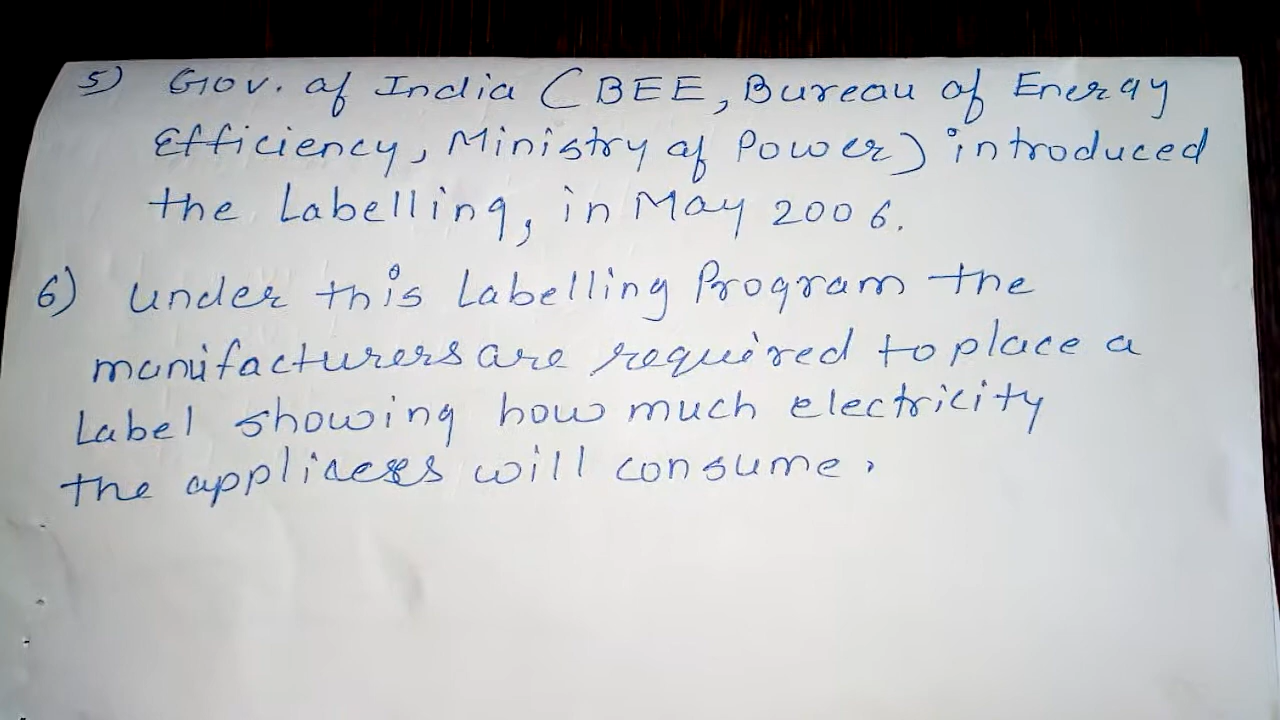 5) Gov. of India (BEE, Bureau of Energy
Efficiency, Ministry of Power) introduced
the Labelling, in May 2006.
6) Under this Labelling Program the
manufacturers are required to place a
Label showing how much electricity
the will consume.